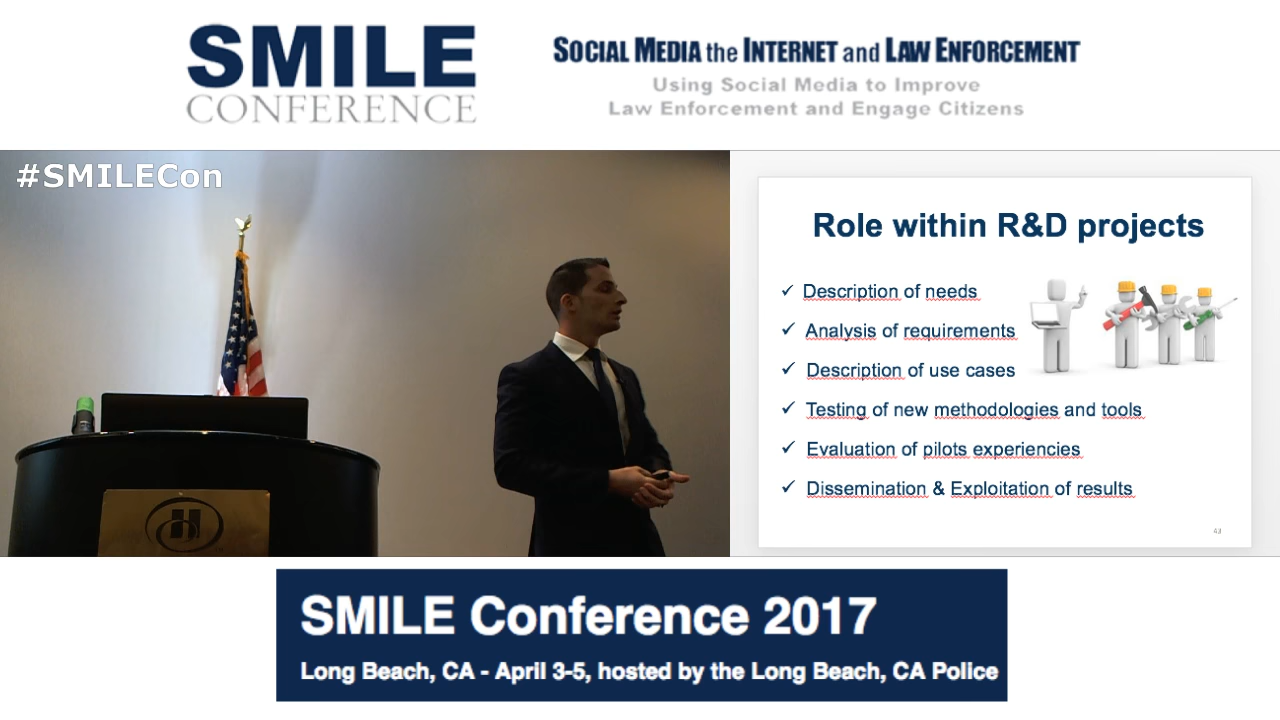 SMILE
CONFERENCE
SOCIAL MEDIA the INTERNET and LAW ENFORCEMENT
Using Social Media to Improve
Law Enforcement and Engage Citizens
#SMILECon
Role within R&D projects
✓ Description of needs
✓ Analysis of requirements
✓ Description of use cases
✓ Testing of new methodologies and tools
✓ Evaluation of pilots experiencies
✓ Dissemination & Exploitation of results
43
H
SMILE Conference 2017
Long Beach, CA - April 3-5, hosted by the Long Beach, CA Police